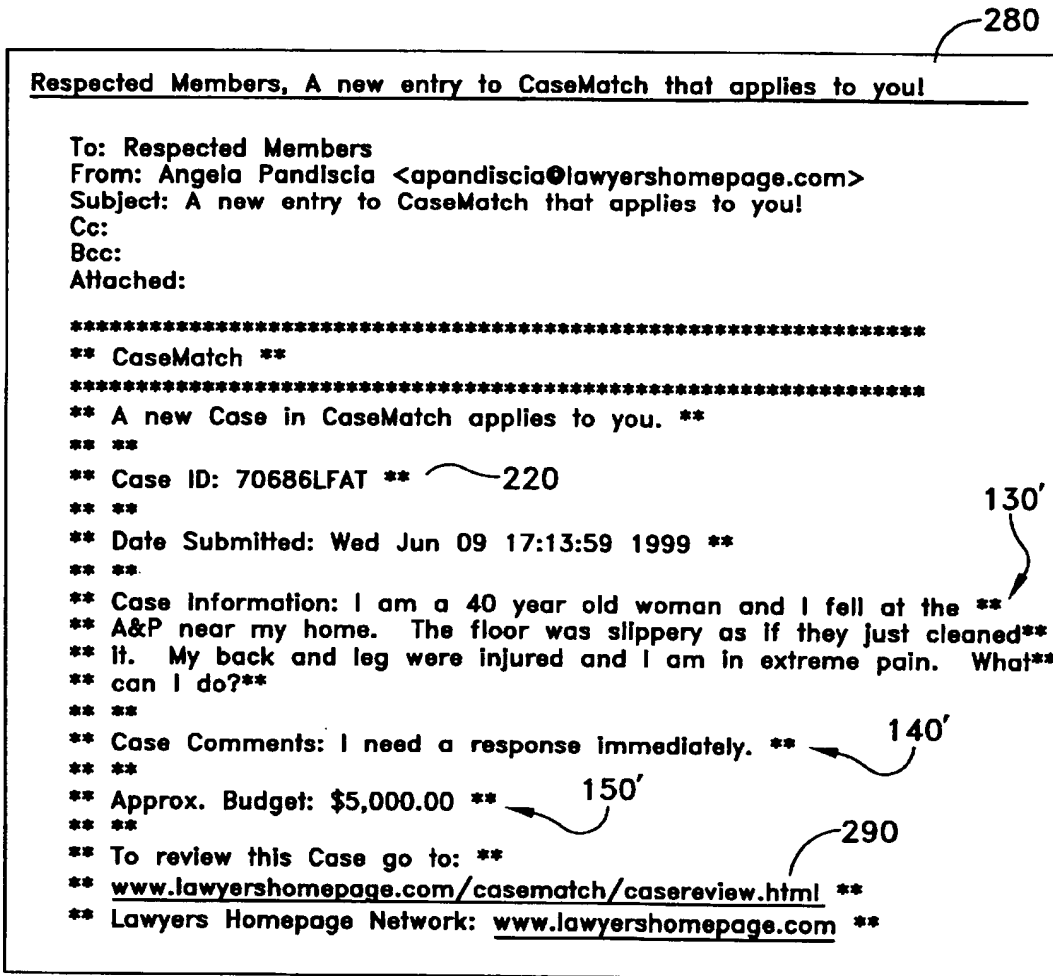 280
Respected Members, A new entry to CaseMatch that applies to you!
To: Respected Members
From: Angela Pandiscia <apandiscia@lawyershomepage.com>
Subject: A new entry to CaseMatch that applies to you!
Cc:
Bcc:
Attached:
*****************************************************************
** CaseMatch **
*****************************************************************
** A new Case in CaseMatch applies to you. **
** **
** Case ID: 70686LFAT ** 220
** **
130'
** Date Submitted: Wed Jun 09 17:13:59 1999 **
** **
** Case Information: I am a 40 year old woman and I fell at the **
** A&P near my home. The floor was slippery as if they just cleaned**
** it. My back and leg were injured and I am in extreme pain. What**
** can I do?**
** **
** Case Comments: I need a response immediately. ** 140'
** **
** Approx. Budget: $5,000.00 ** 150'
** **
290
** To review this Case go to: **
** www.lawyershomepage.com/casematch/casereview.html **
** Lawyers Homepage Network: www.lawyershomepage.com **